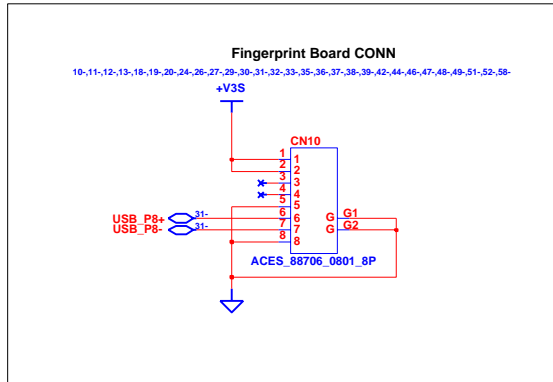 Fingerprint Board CONN
10-,11-,12-,13-,18-,19-,20-,24-,26-,27-,29-,30-,31-,32-,33-,35-,36-,37-,38-,39-,42-,44-,46-,47-,48-,49-,51-,52-,58-
+V3S
CN10
1 1
2 2
3 3
4 4
5 5
USB_P8+ 31- 6 6 G G1
USB_P8- 31- 7 7 G G2
8 8
ACES_88706_0801_8P